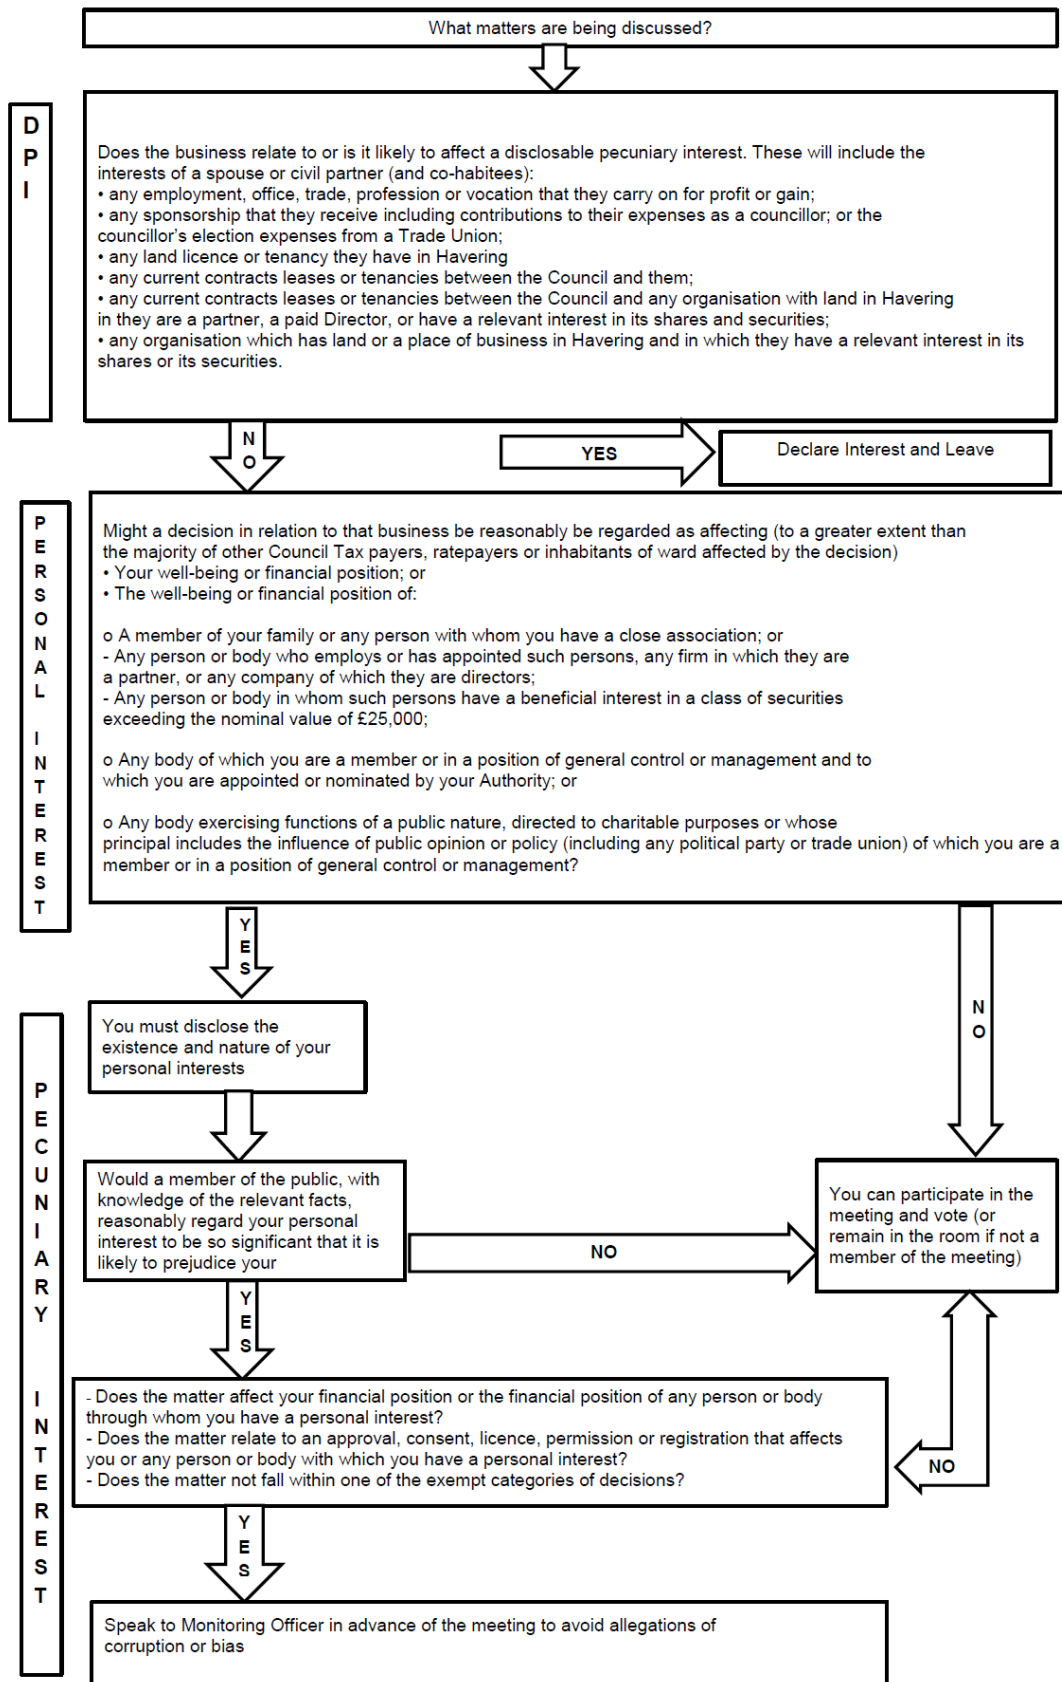 What matters are being discussed?
D
P
I
Does the business relate to or is it likely to affect a disclosable pecuniary interest. These will include the
interests of a spouse or civil partner (and co-habitees):
• any employment, office, trade, profession or vocation that they carry on for profit or gain;
• any sponsorship that they receive including contributions to their expenses as a councillor; or the
councillor's election expenses from a Trade Union;
• any land licence or tenancy they have in Havering
• any current contracts leases or tenancies between the Council and them;
• any current contracts leases or tenancies between the Council and any organisation with land in Havering
in they are a partner, a paid Director, or have a relevant interest in its shares and securities;
• any organisation which has land or a place of business in Havering and in which they have a relevant interest in its
shares or its securities.
N
O
YES
Declare Interest and Leave
P
E
R
S
O
N
A
L
I
N
T
E
R
E
S
T
Might a decision in relation to that business be reasonably be regarded as affecting (to a greater extent than
the majority of other Council Tax payers, ratepayers or inhabitants of ward affected by the decision)
• Your well-being or financial position; or
• The well-being or financial position of:
o A member of your family or any person with whom you have a close association; or
- Any person or body who employs or has appointed such persons, any firm in which they are
a partner, or any company of which they are directors;
- Any person or body in whom such persons have a beneficial interest in a class of securities
exceeding the nominal value of £25,000;
o Any body of which you are a member or in a position of general control or management and to
which you are appointed or nominated by your Authority; or
o Any body exercising functions of a public nature, directed to charitable purposes or whose
principal includes the influence of public opinion or policy (including any political party or trade union) of which you are a
member or in a position of general control or management?
Y
E
S
N
O
P
E
C
U
N
I
A
R
Y
I
N
T
E
R
E
S
T
You must disclose the
existence and nature of your
personal interests
Would a member of the public, with
knowledge of the relevant facts,
reasonably regard your personal
interest to be so significant that it is
likely to prejudice your
NO
You can participate in the
meeting and vote (or
remain in the room if not a
member of the meeting)
Y
E
S
- Does the matter affect your financial position or the financial position of any person or body
through whom you have a personal interest?
- Does the matter relate to an approval, consent, licence, permission or registration that affects
you or any person or body with which you have a personal interest?
- Does the matter not fall within one of the exempt categories of decisions?
NO
Y
E
S
Speak to Monitoring Officer in advance of the meeting to avoid allegations of
corruption or bias